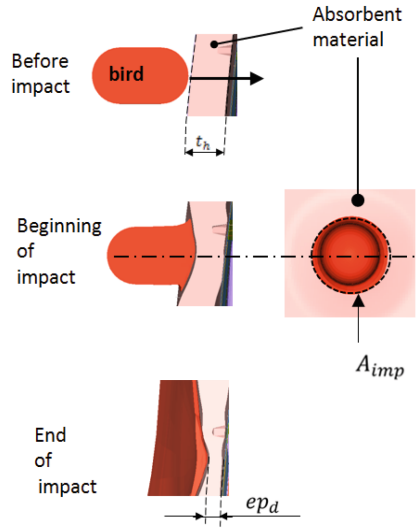 Absorbent
material
Before
impact
bird
t_h
Beginning
of
impact
A_imp
End
of
impact
ep_d